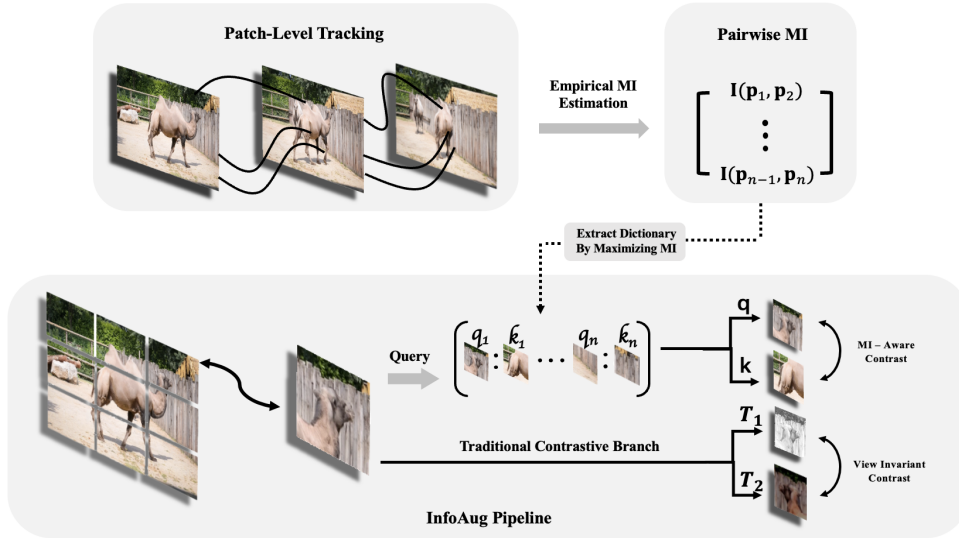 Patch-Level Tracking
Empirical MI
Estimation
Pairwise MI
I(p₁, p₂)
⋮
I(pₙ₋₁, pₙ)
Extract Dictionary
By Maximizing MI
Query
q₁ : k₁ ··· qₙ : kₙ
q
k
MI – Aware
Contrast
Traditional Contrastive Branch
T₁
T₂
View Invariant
Contrast
InfoAug Pipeline